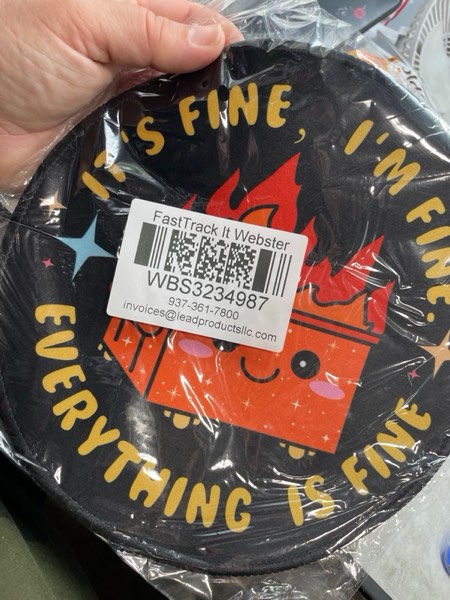 IT'S FINE, I'M FINE.
FastTrack It Webster
WBS3234987
937-361-7800
invoices@leadproductsllc.com
EVERYTHING IS FINE